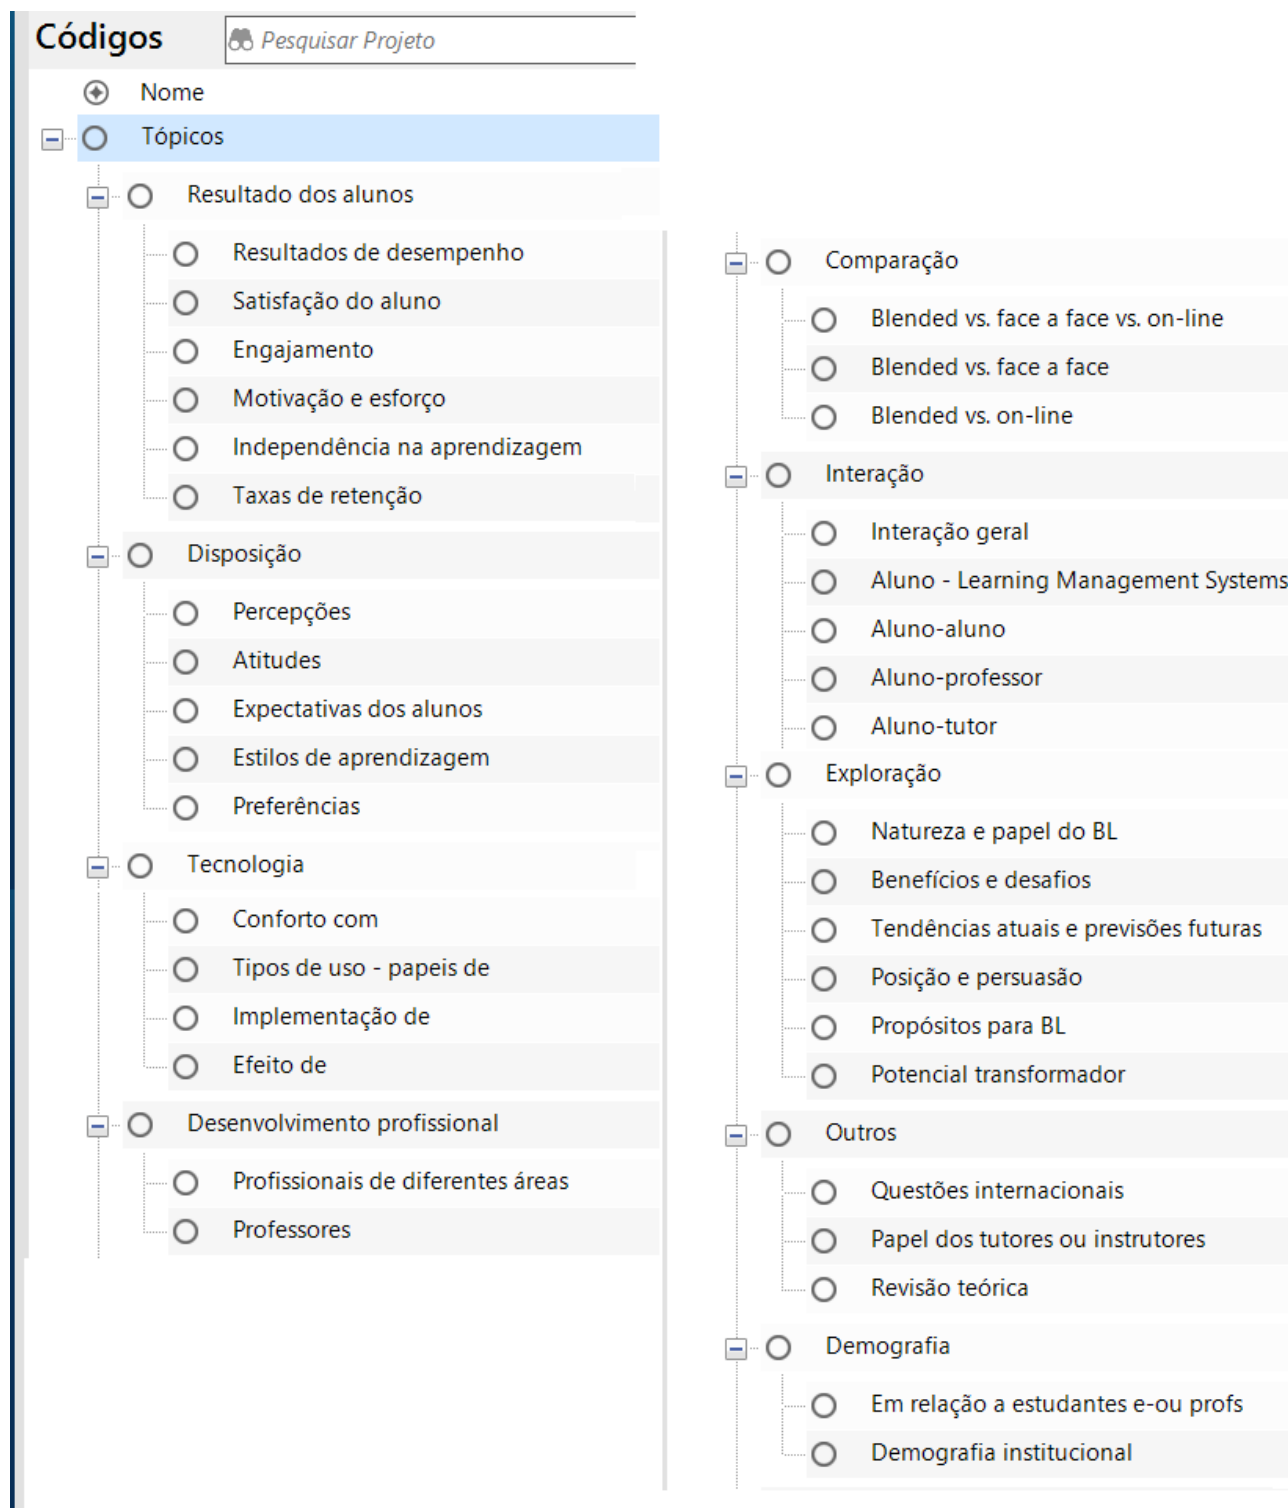 Códigos
Pesquisar Projeto
Nome
Tópicos
Resultado dos alunos
Resultados de desempenho
Satisfação do aluno
Engajamento
Motivação e esforço
Independência na aprendizagem
Taxas de retenção
Disposição
Percepções
Atitudes
Expectativas dos alunos
Estilos de aprendizagem
Preferências
Tecnologia
Conforto com
Tipos de uso - papeis de
Implementação de
Efeito de
Desenvolvimento profissional
Profissionais de diferentes áreas
Professores
Comparação
Blended vs. face a face vs. on-line
Blended vs. face a face
Blended vs. on-line
Interação
Interação geral
Aluno - Learning Management Systems
Aluno-aluno
Aluno-professor
Aluno-tutor
Exploração
Natureza e papel do BL
Benefícios e desafios
Tendências atuais e previsões futuras
Posição e persuasão
Propósitos para BL
Potencial transformador
Outros
Questões internacionais
Papel dos tutores ou instrutores
Revisão teórica
Demografia
Em relação a estudantes e-ou profs
Demografia institucional